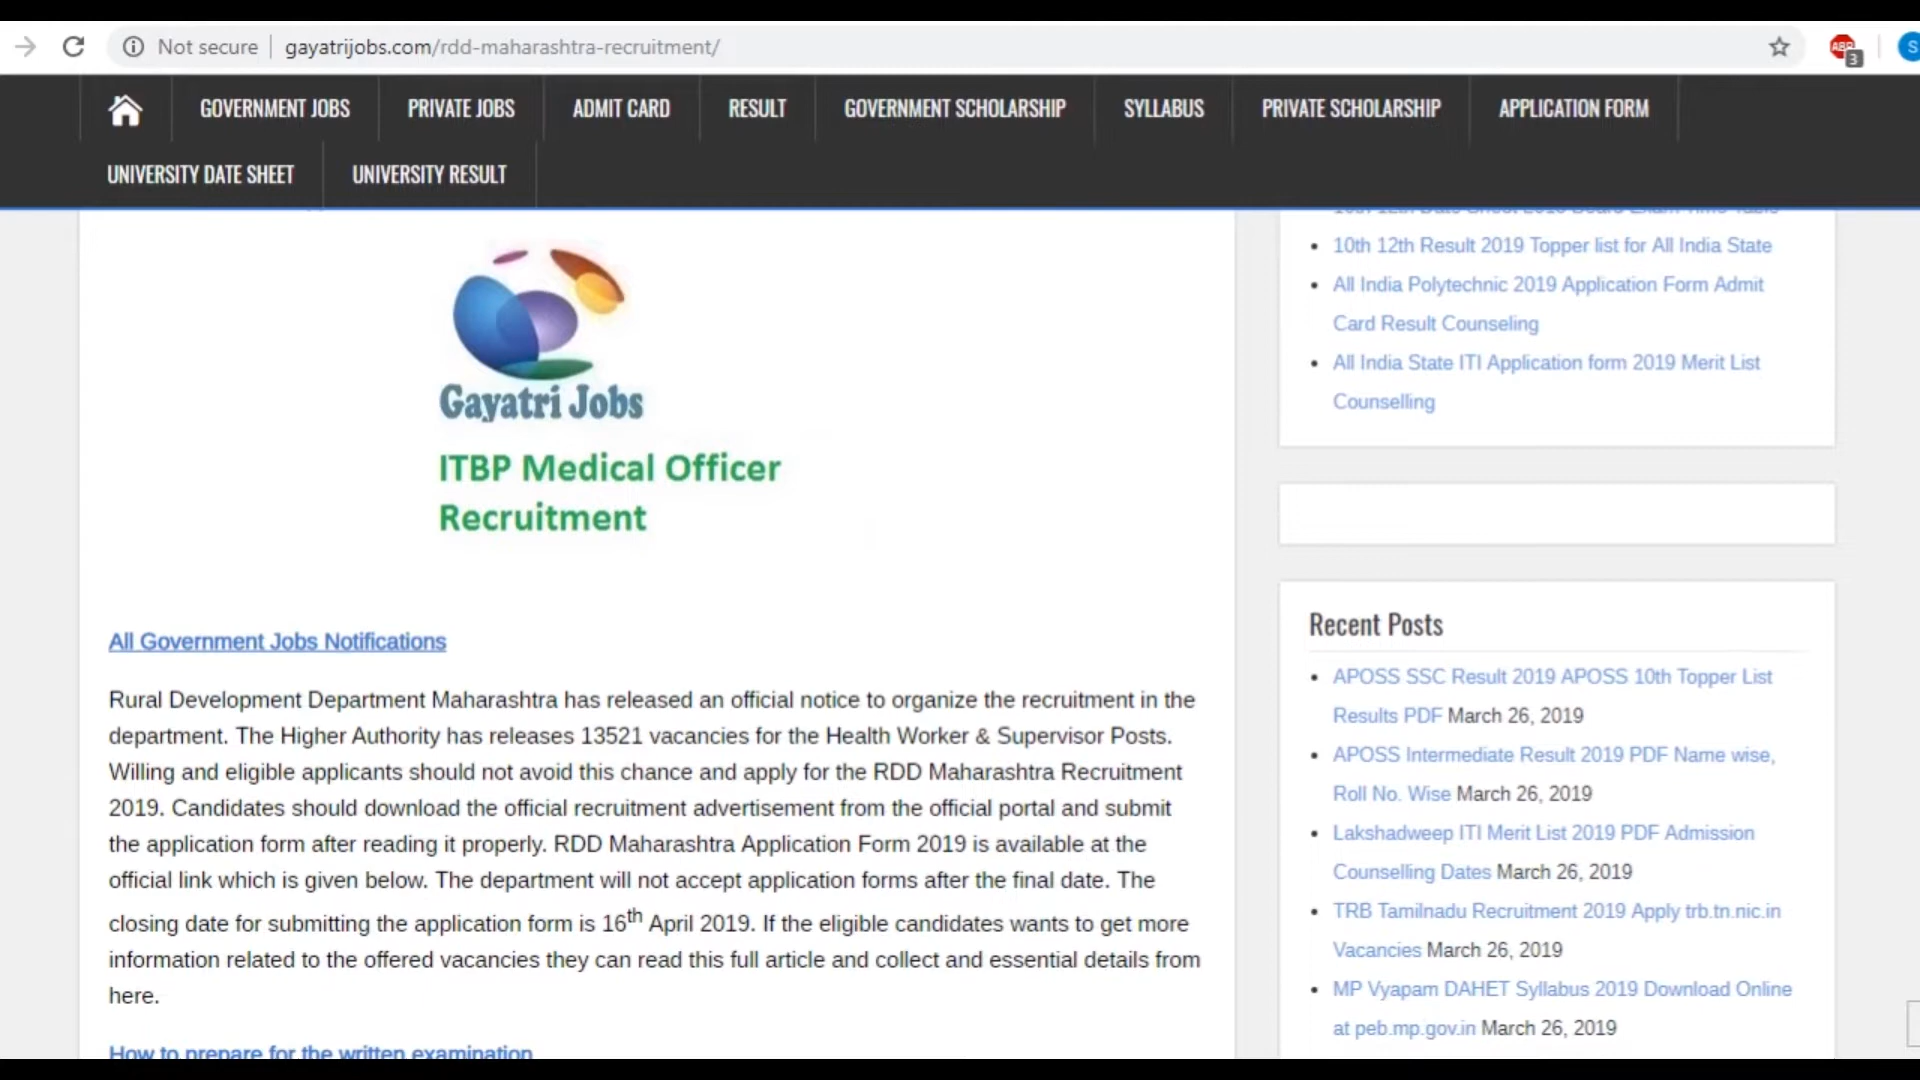 Not secure
gayatrijobs.com/rdd-maharashtra-recruitment/
ABP
3
S
GOVERNMENT JOBS
PRIVATE JOBS
ADMIT CARD
RESULT
GOVERNMENT SCHOLARSHIP
SYLLABUS
PRIVATE SCHOLARSHIP
APPLICATION FORM
UNIVERSITY DATE SHEET
UNIVERSITY RESULT
Gayatri Jobs
ITBP Medical Officer
Recruitment
All Government Jobs Notifications
Rural Development Department Maharashtra has released an official notice to organize the recruitment in the
department. The Higher Authority has releases 13521 vacancies for the Health Worker & Supervisor Posts.
Willing and eligible applicants should not avoid this chance and apply for the RDD Maharashtra Recruitment
2019. Candidates should download the official recruitment advertisement from the official portal and submit
the application form after reading it properly. RDD Maharashtra Application Form 2019 is available at the
official link which is given below. The department will not accept application forms after the final date. The
closing date for submitting the application form is 16th April 2019. If the eligible candidates wants to get more
information related to the offered vacancies they can read this full article and collect and essential details from
here.
How to prepare for the written examination
10th 12th Result 2019 Topper list for All India State
All India Polytechnic 2019 Application Form Admit
Card Result Counseling
All India State ITI Application form 2019 Merit List
Counselling
Recent Posts
APOSS SSC Result 2019 APOSS 10th Topper List
Results PDF March 26, 2019
APOSS Intermediate Result 2019 PDF Name wise,
Roll No. Wise March 26, 2019
Lakshadweep ITI Merit List 2019 PDF Admission
Counselling Dates March 26, 2019
TRB Tamilnadu Recruitment 2019 Apply trb.tn.nic.in
Vacancies March 26, 2019
MP Vyapam DAHET Syllabus 2019 Download Online
at peb.mp.gov.in March 26, 2019